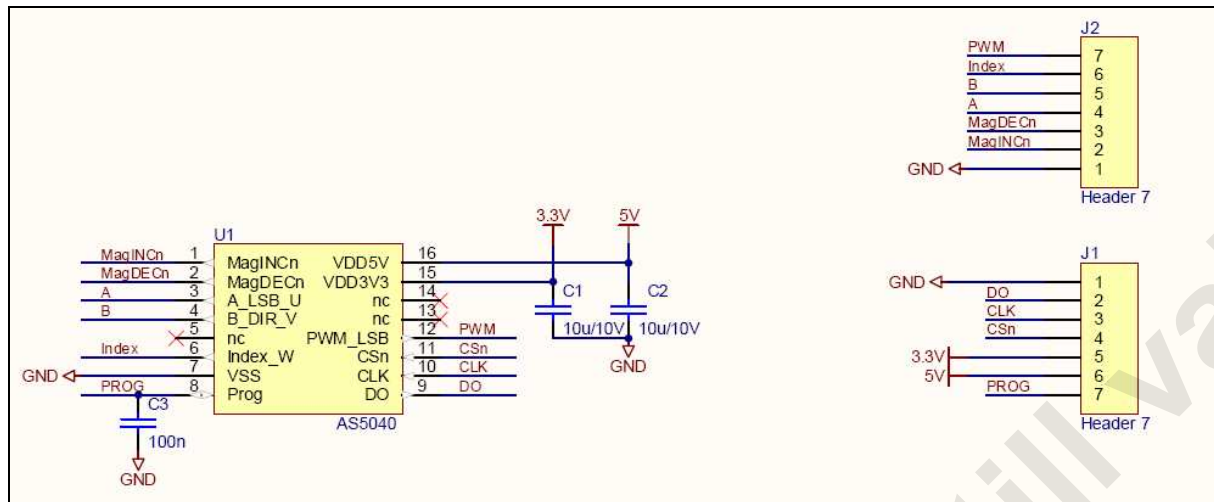 J2
PWM 7
Index 6
B 5
A 4
MagDECn 3
MagINCn 2
GND 1
Header 7
3.3V 5V
U1
MagINCn 1 MagINCn VDD5V 16
MagDECn 2 MagDECn VDD3V3 15
A 3 A_LSB_U nc 14
B 4 B_DIR_V nc 13
5 nc PWM_LSB 12 PWM
Index 6 Index_W CSn 11 CSn
GND 7 VSS CLK 10 CLK
PROG 8 Prog DO 9 DO
AS5040
C1 C2
10u/10V 10u/10V
GND
C3
100n
GND
J1
GND 1
DO 2
CLK 3
CSn 4
3.3V 5
5V 6
PROG 7
Header 7
ill va